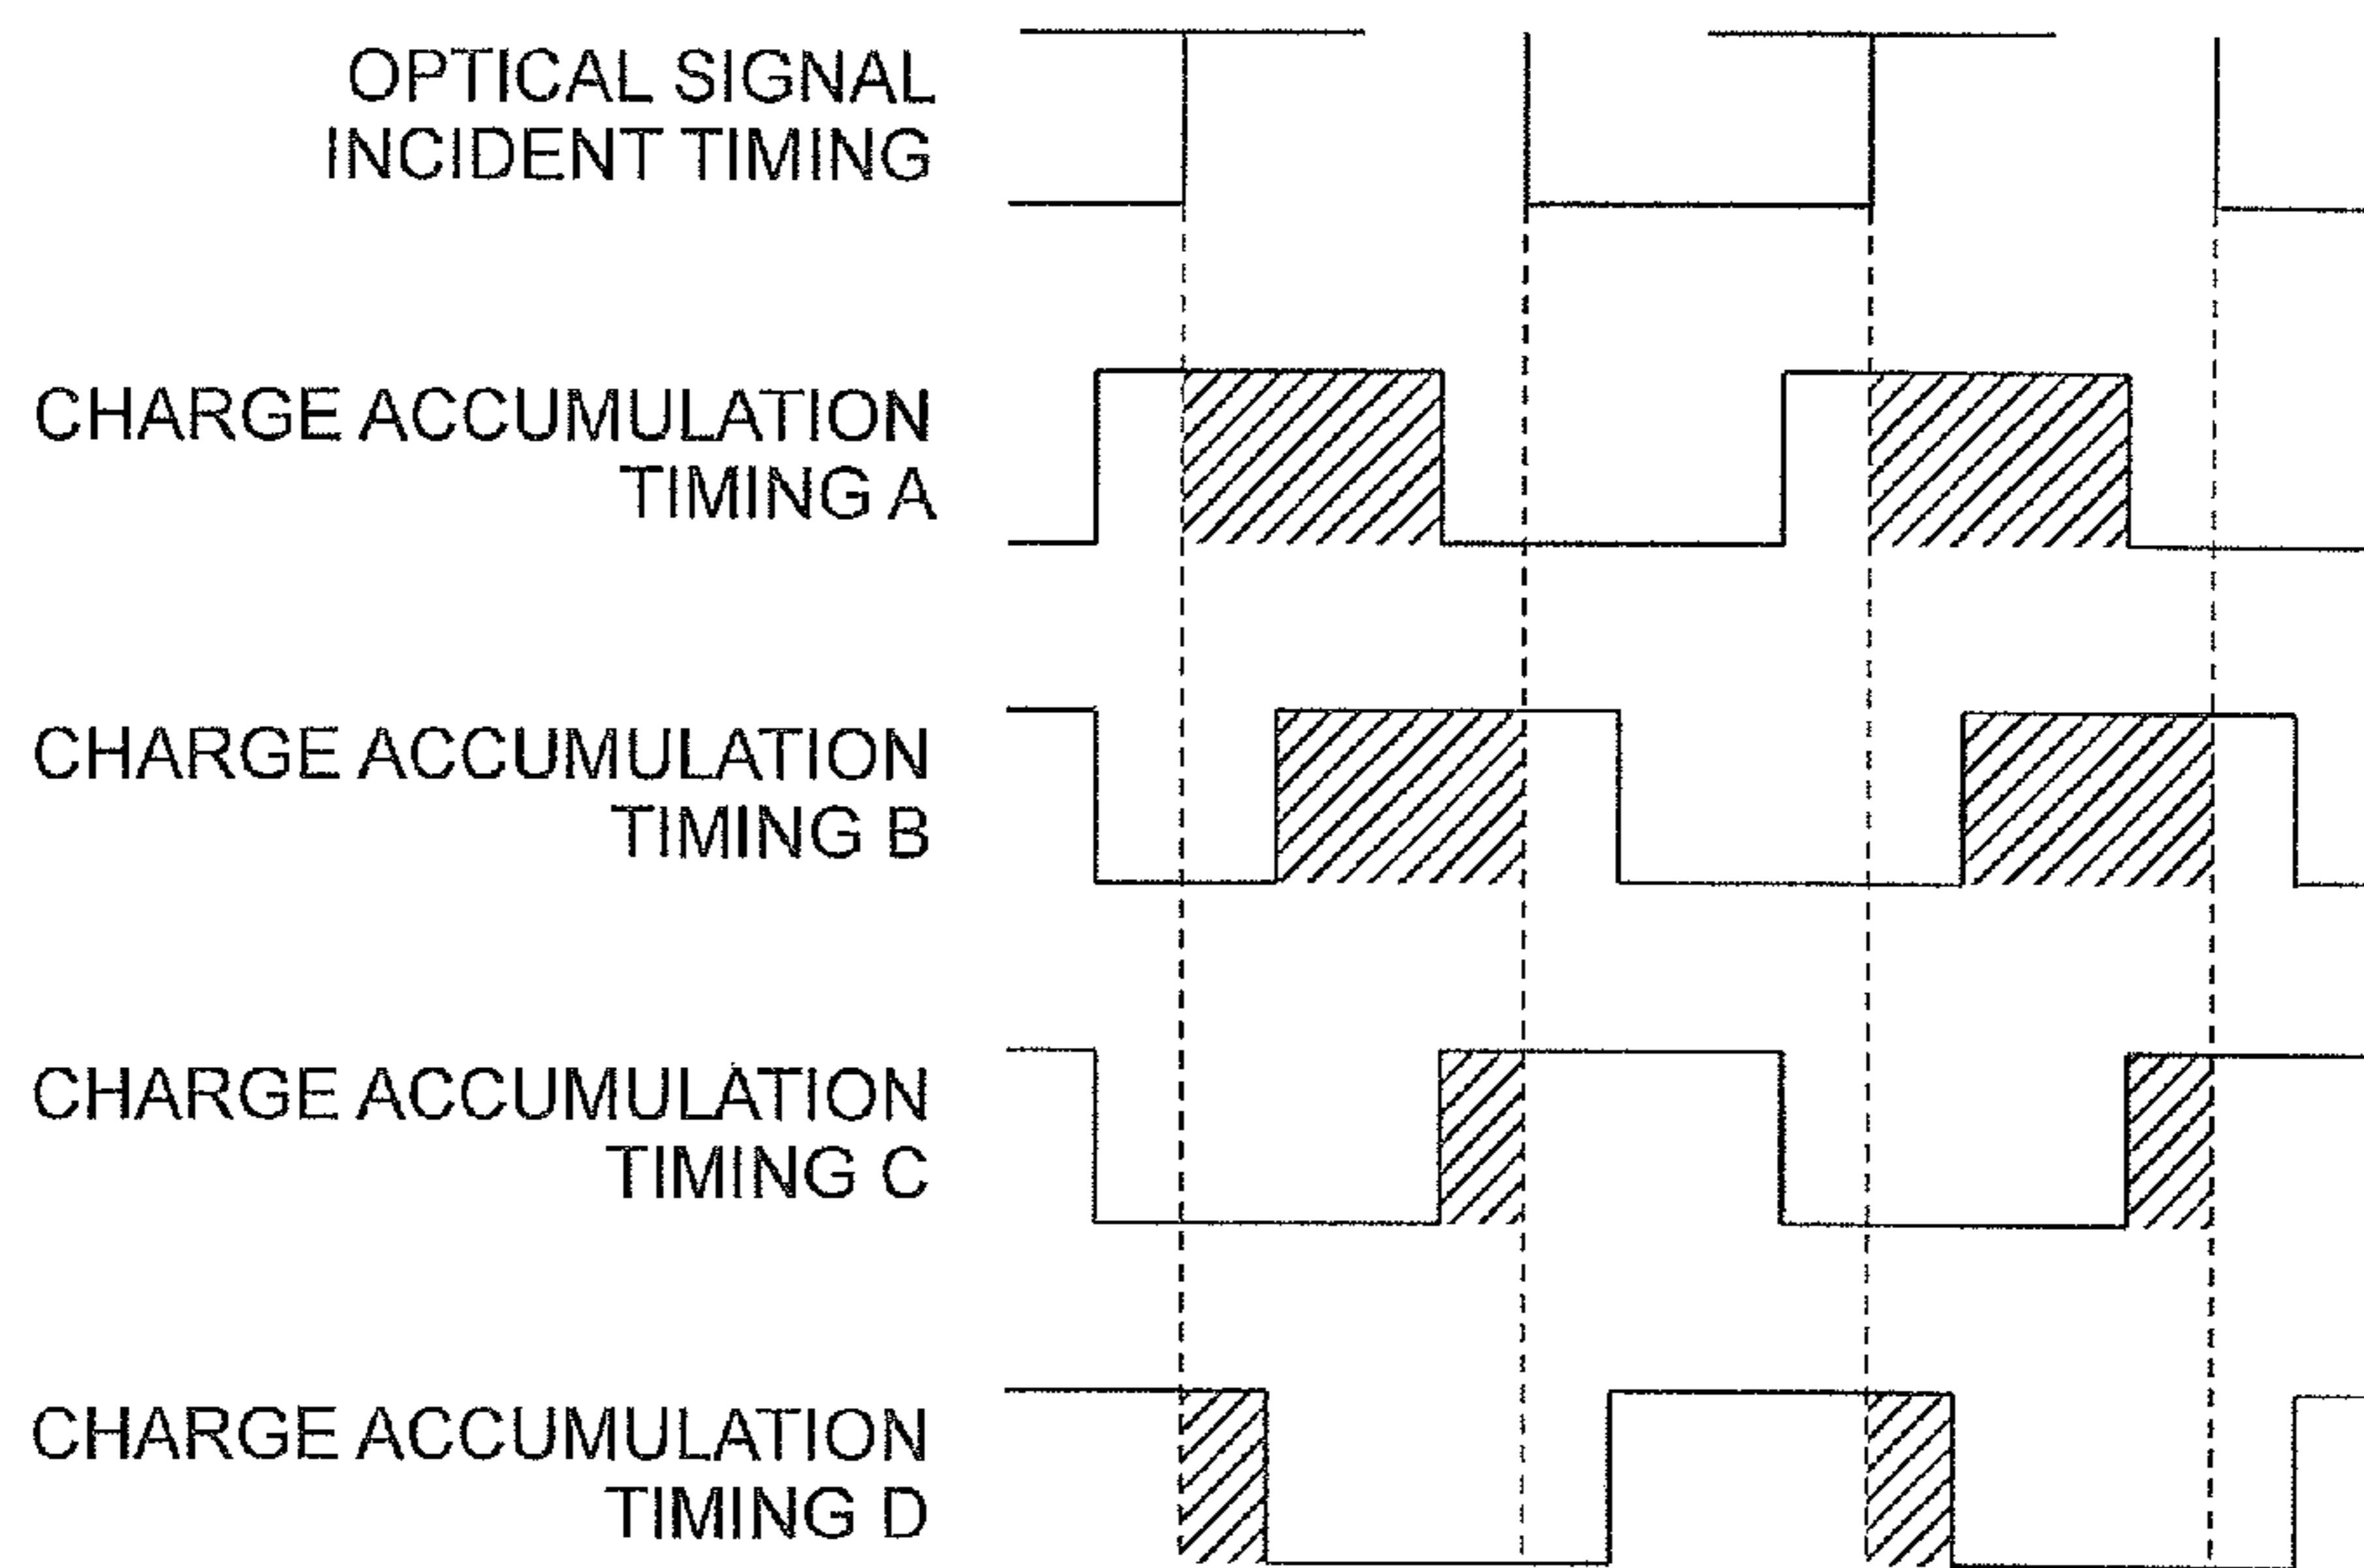 OPTICAL SIGNAL
INCIDENT TIMING
CHARGE ACCUMULATION
TIMING A
CHARGE ACCUMULATION
TIMING B
CHARGE ACCUMULATION
TIMING C
CHARGE ACCUMULATION
TIMING D